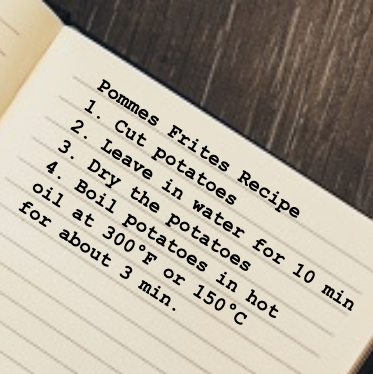 Pommes Frites Recipe
1. Cut potatoes
2. Leave in water for 10 min
3. Dry the potatoes
4. Boil potatoes in hot
oil at 300°F or 150°C
for about 3 min.